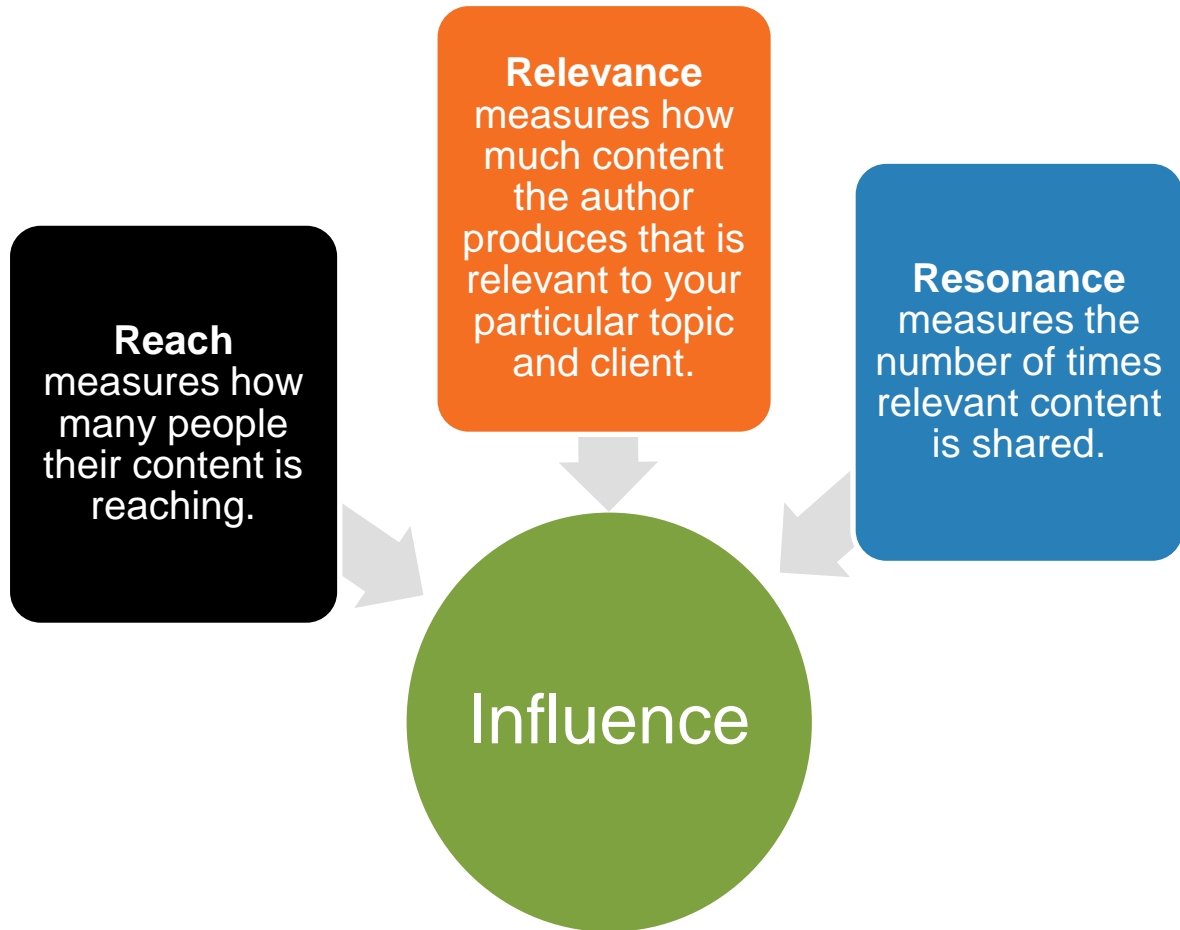 Reach
measures how
many people
their content is
reaching.
Relevance
measures how
much content
the author
produces that is
relevant to your
particular topic
and client.
Resonance
measures the
number of times
relevant content
is shared.
Influence